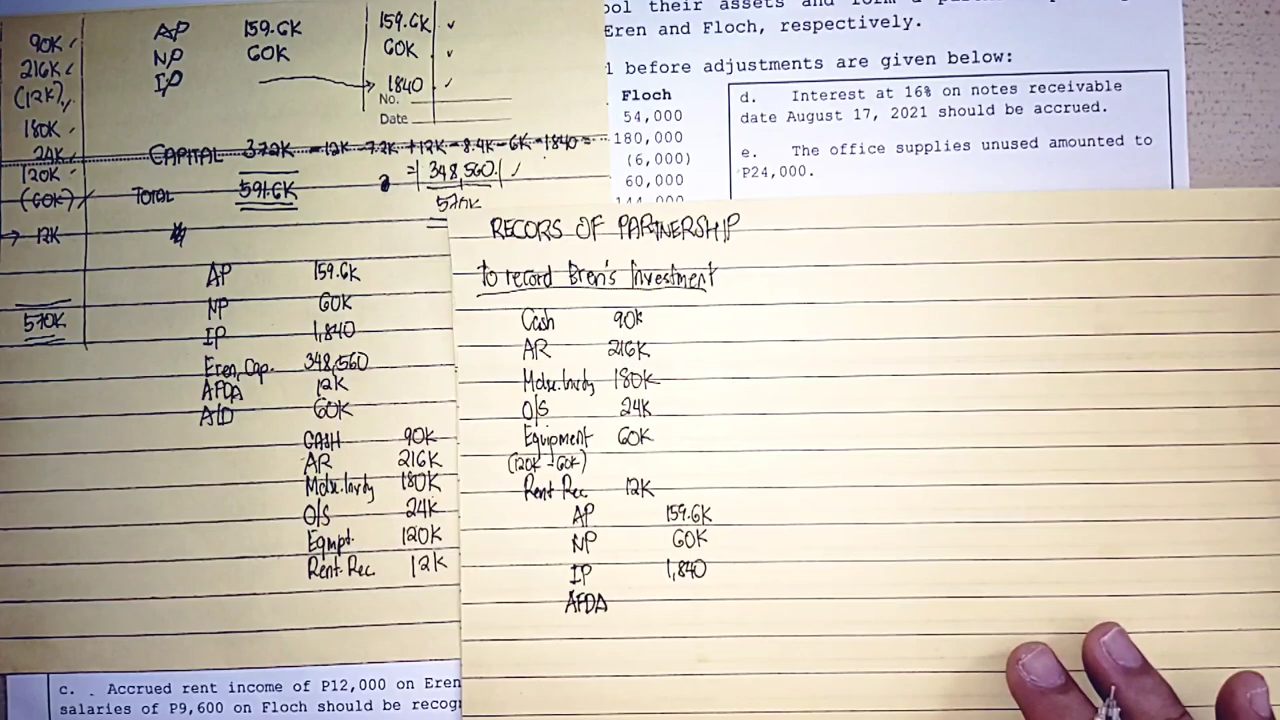 90K
216K
(12K)
180K
24K
120K
(60K)
12K
570K
AP 159.6K 159.6K
NP 60K 60K
IP 1840
No.
Date
CAPITAL 372K -12K -7.2K +12K -8.4K -6K -1840 =
= 348,560
TOTAL 591.6K
570K
AP 159.6K
NP 60K
IP 1,840
Eren, Cap. 348,560
AFDA 12K
A/D 60K
CASH 90K
AR 216K
Mdse. Invty 180K
O/S 24K
Eqmpt. 120K
Rent. Rec. 12K
ool their assets and form a
Eren and Floch, respectively.
l before adjustments are given below:
Floch
54,000
180,000
(6,000)
60,000
144,000
d. Interest at 16% on notes receivable
date August 17, 2021 should be accrued.
e. The office supplies unused amounted to
P24,000.
RECORS OF PARTNERSHIP
to record Eren's Investment
Cash 90K
AR 216K
Mdse. Invty 180K
O/S 24K
Equipment 60K
(120K - 60K)
Rent Rec 12K
AP 159.6K
NP 60K
IP 1,840
AFDA
c. . Accrued rent income of P12,000 on Eren
salaries of P9,600 on Floch should be recog